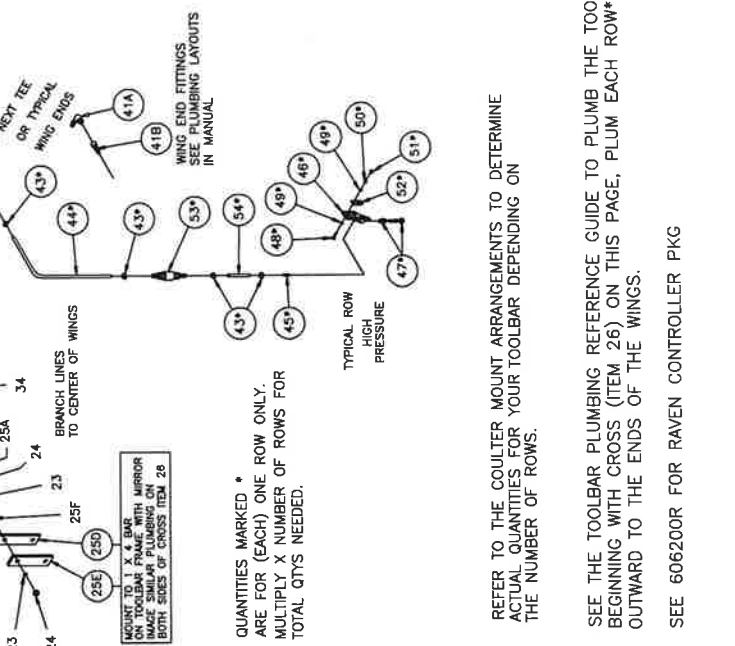 NEXT TEE
OR TYPICAL
WING ENDS
41A
41B
WING END FITTINGS
SEE PLUMBING LAYOUTS
IN MANUAL
43*
44*
43*
53*
54*
43*
45*
46*
49*
48*
49*
50*
51*
52*
47*
TYPICAL ROW
HIGH
PRESSURE
34
25A
24
23
25F
25D
25E
24
BRANCH LINES
TO CENTER OF WINGS
MOUNT TO 1 X 4 BAR
ON TOOLBAR FRAME WITH MIRROR
IMAGE SIMILAR PLUMBING ON
BOTH SIDES OF CROSS ITEM 26
QUANTITIES MARKED *
ARE FOR (EACH) ONE ROW ONLY.
MULTIPLY X NUMBER OF ROWS FOR
TOTAL QTYS NEEDED.
REFER TO THE COULTER MOUNT ARRANGEMENTS TO DETERMINE
ACTUAL QUANTITIES FOR YOUR TOOLBAR DEPENDING ON
THE NUMBER OF ROWS.
SEE THE TOOLBAR PLUMBING REFERENCE GUIDE TO PLUMB THE TOO
BEGINNING WITH CROSS (ITEM 26) ON THIS PAGE, PLUM EACH ROW*
OUTWARD TO THE ENDS OF THE WINGS.
SEE 606200R FOR RAVEN CONTROLLER PKG